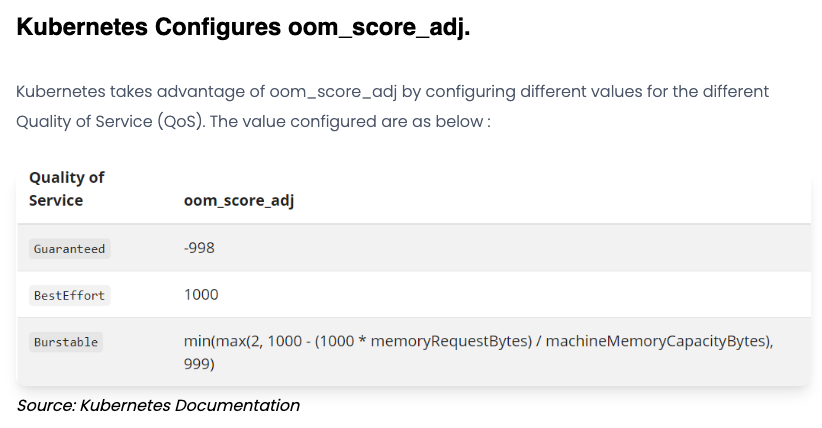 Kubernetes Configures oom_score_adj.
Kubernetes takes advantage of oom_score_adj by configuring different values for the different
Quality of Service (QoS). The value configured are as below :
Quality of
Service
oom_score_adj
Guaranteed
-998
BestEffort
1000
Burstable
min(max(2, 1000 - (1000 * memoryRequestBytes) / machineMemoryCapacityBytes),
999)
Source: Kubernetes Documentation